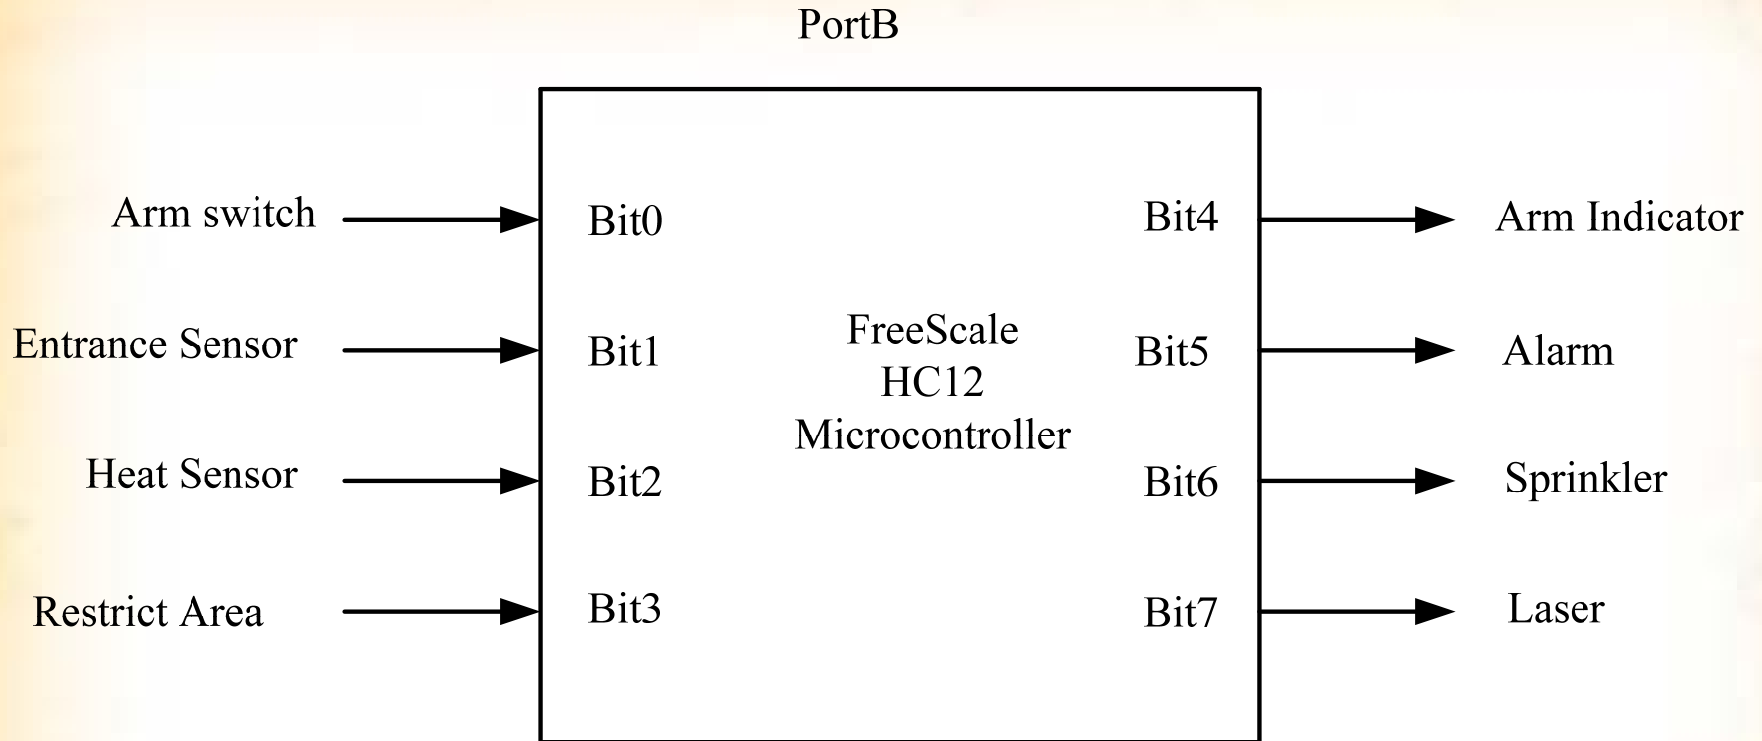 PortB
Arm switch
Bit0
Bit4
Arm Indicator
Entrance Sensor
Bit1
FreeScale
HC12
Microcontroller
Bit5
Alarm
Heat Sensor
Bit2
Bit6
Sprinkler
Restrict Area
Bit3
Bit7
Laser